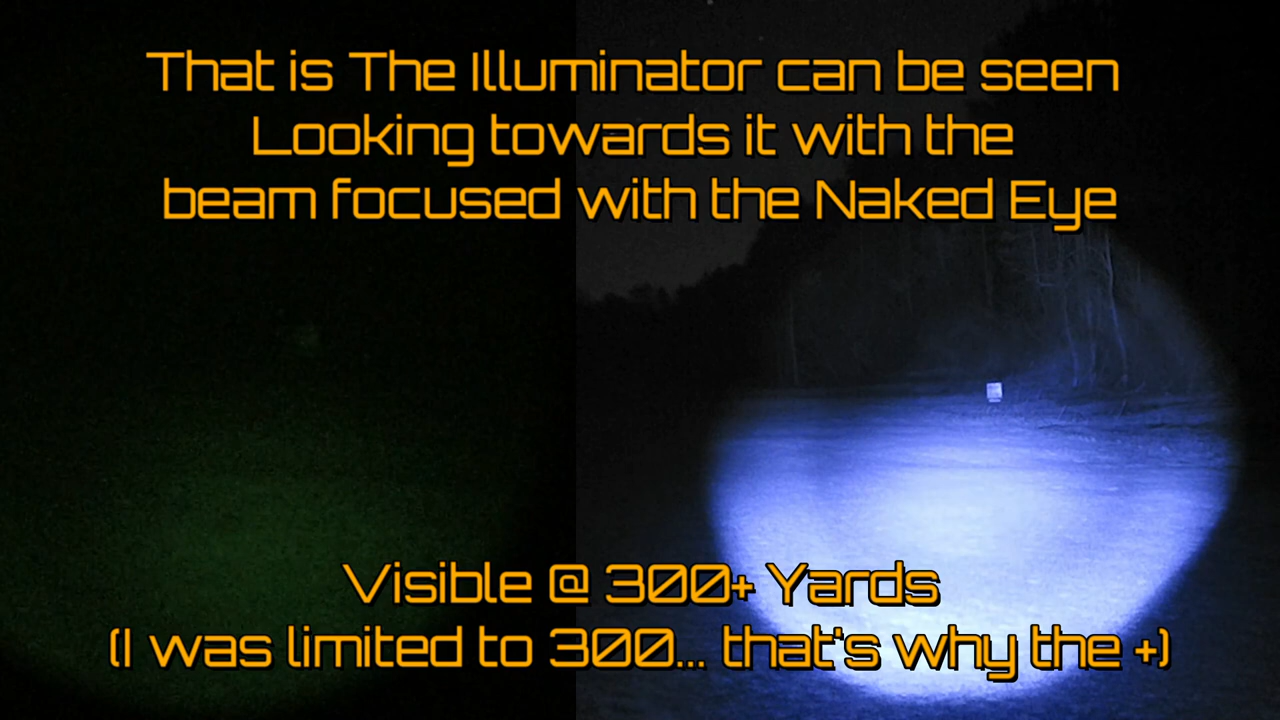 That is The Illuminator can be seen
Looking towards it with the
beam focused with the Naked Eye
Visible @ 300+ Yards
(I was limited to 300... that's why the +)